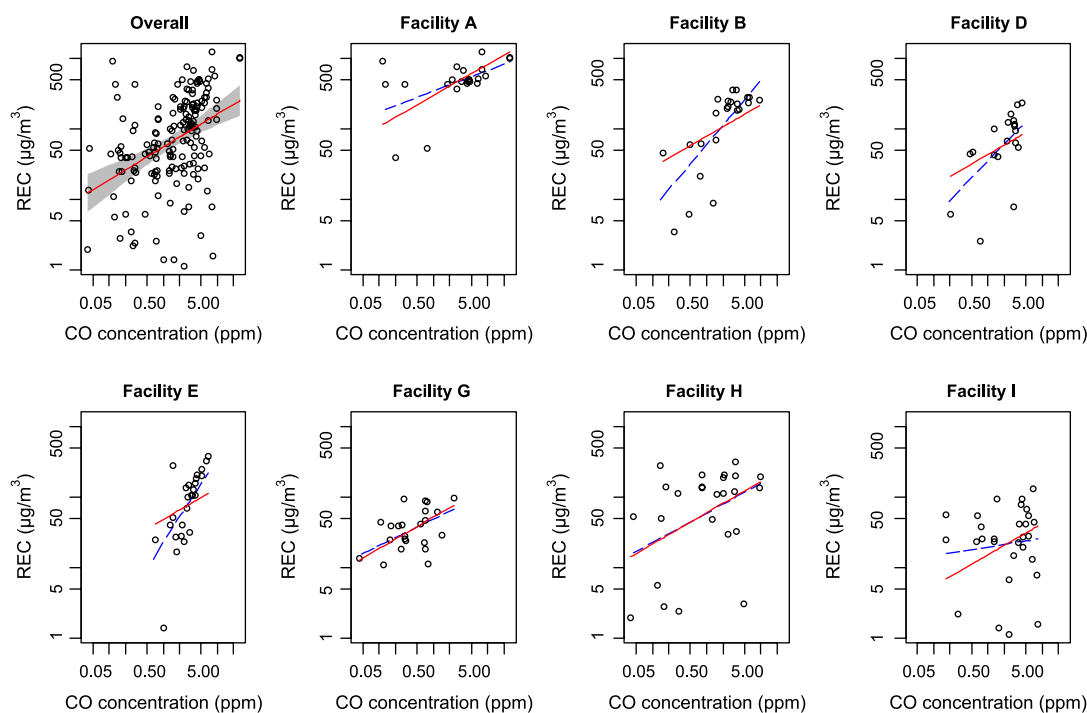 Overall
REC (µg/m³)
500
50
5
1
0.05 0.50 5.00
CO concentration (ppm)
Facility A
REC (µg/m³)
500
50
5
1
0.05 0.50 5.00
CO concentration (ppm)
Facility B
REC (µg/m³)
500
50
5
1
0.05 0.50 5.00
CO concentration (ppm)
Facility D
REC (µg/m³)
500
50
5
1
0.05 0.50 5.00
CO concentration (ppm)
Facility E
REC (µg/m³)
500
50
5
1
0.05 0.50 5.00
CO concentration (ppm)
Facility G
REC (µg/m³)
500
50
5
1
0.05 0.50 5.00
CO concentration (ppm)
Facility H
REC (µg/m³)
500
50
5
1
0.05 0.50 5.00
CO concentration (ppm)
Facility I
REC (µg/m³)
500
50
5
1
0.05 0.50 5.00
CO concentration (ppm)